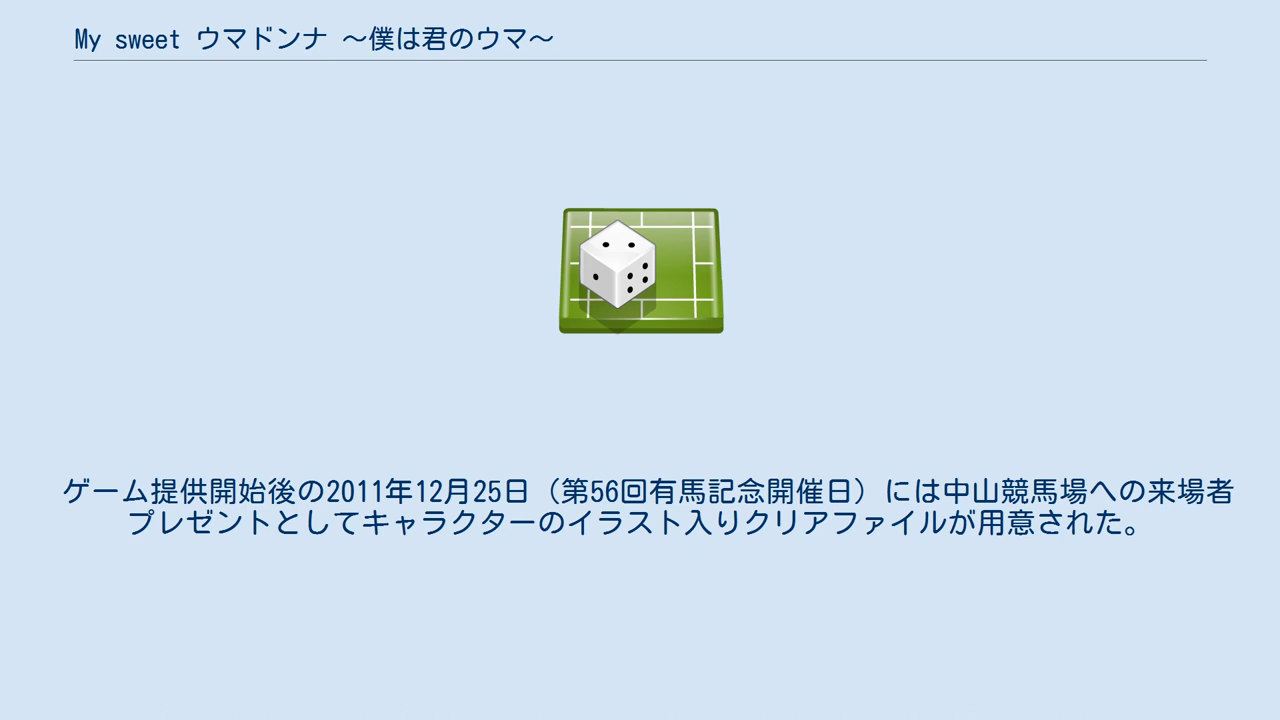 My sweet ウマドンナ 〜僕は君のウマ〜
ゲーム提供開始後の2011年12月25日（第56回有馬記念開催日）には中山競馬場への来場者
プレゼントとしてキャラクターのイラスト入りクリアファイルが用意された。